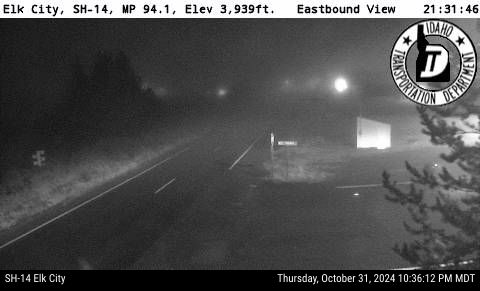 Elk City, SH-14, MP 94.1, Elev 3,939ft. Eastbound View 21:31:46
IDAHO
TRANSPORTATION DEPARTMENT
SH-14 Elk City Thursday, October 31, 2024 10:36:12 PM MDT